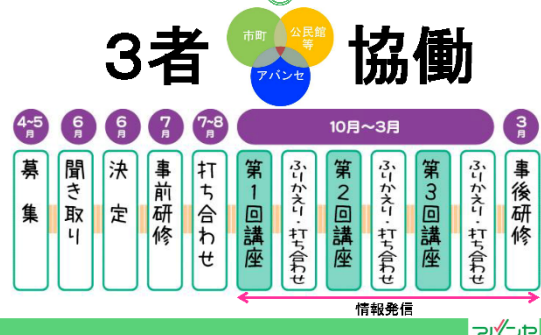 3者
市町
公民館
等
アバンセ
協働
4~5
月
6
月
6
月
7
月
7~8
月
10月～3月
3
月
募集
聞き取り
決定
事前研修
打ち合わせ
第1回講座
ふりかえり・打ち合わせ
第2回講座
ふりかえり・打ち合わせ
第3回講座
ふりかえり・打ち合わせ
事後研修
情報発信
アバンセ